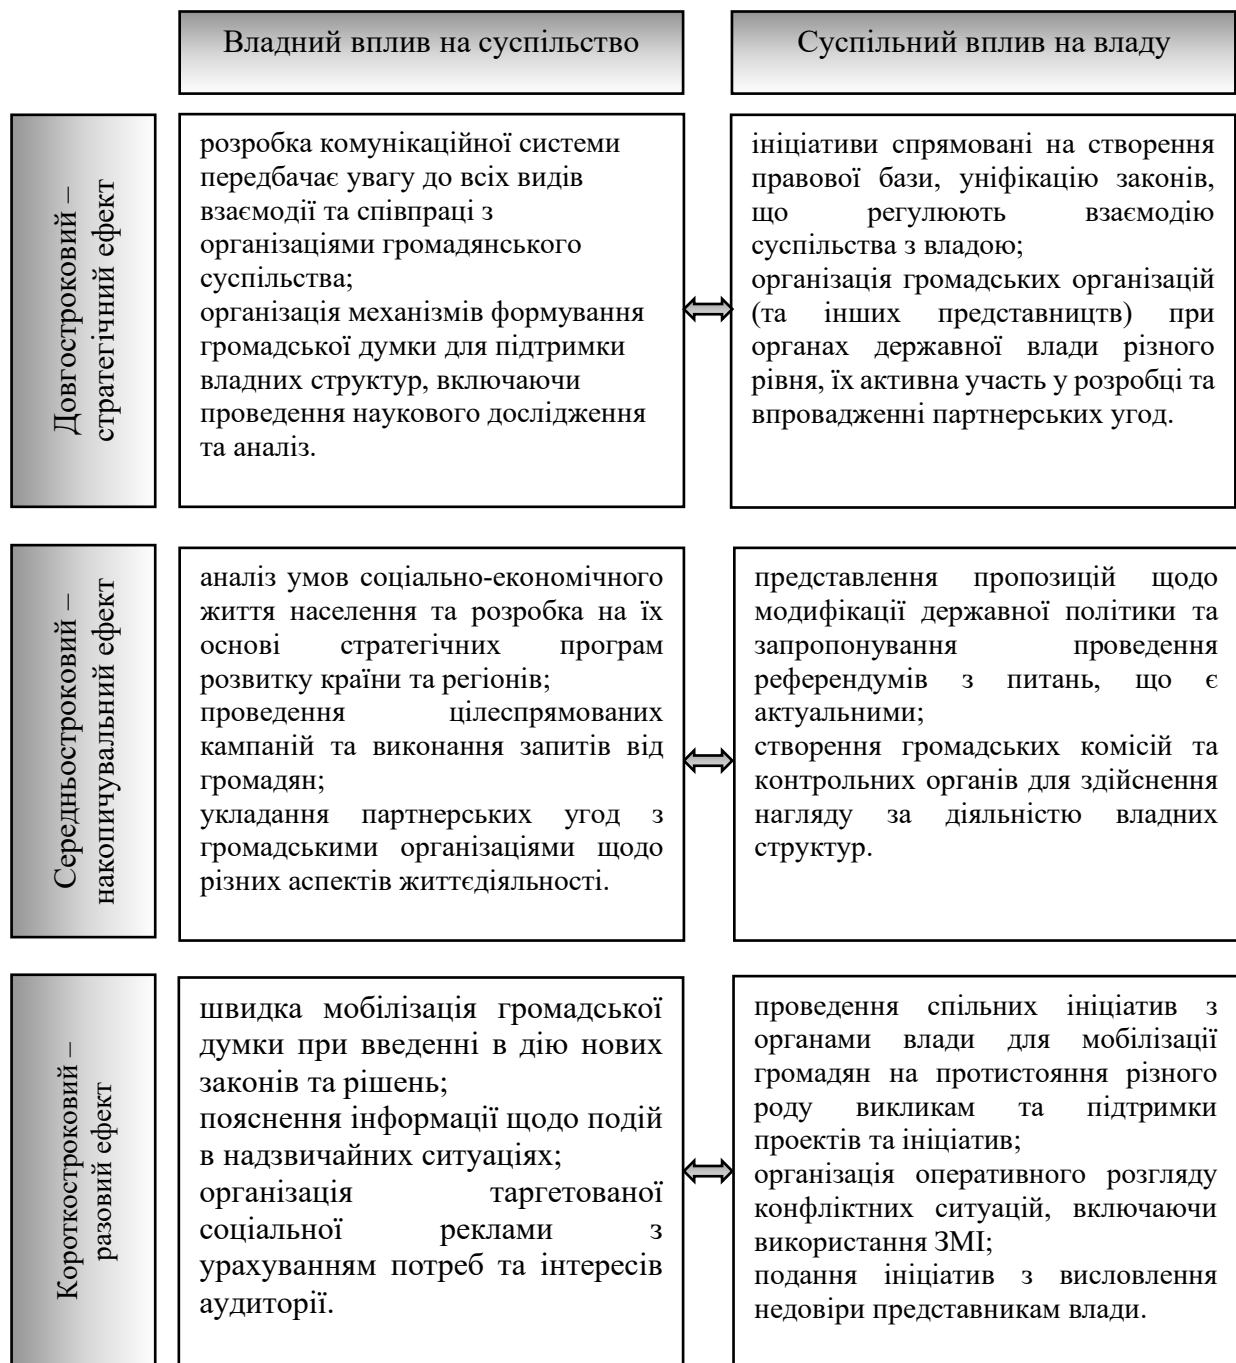 Владний вплив на суспільство
Суспільний вплив на владу
Довгостроковий –
стратегічний ефект
розробка комунікаційної системи
передбачає увагу до всіх видів
взаємодії та співпраці з
організаціями громадянського
суспільства;
організація механізмів формування
громадської думки для підтримки
владних структур, включаючи
проведення наукового дослідження
та аналіз.
ініціативи спрямовані на створення
правової бази, уніфікацію законів,
що регулюють взаємодію
суспільства з владою;
організація громадських організацій
(та інших представництв) при
органах державної влади різного
рівня, їх активна участь у розробці та
впровадженні партнерських угод.
Середньостроковий –
накопичувальний ефект
аналіз умов соціально-економічного
життя населення та розробка на їх
основі стратегічних програм
розвитку країни та регіонів;
проведення цілеспрямованих
кампаній та виконання запитів від
громадян;
укладання партнерських угод з
громадськими організаціями щодо
різних аспектів життєдіяльності.
представлення пропозицій щодо
модифікації державної політики та
запропонування проведення
референдумів з питань, що є
актуальними;
створення громадських комісій та
контрольних органів для здійснення
нагляду за діяльністю владних
структур.
Короткостроковий –
разовий ефект
швидка мобілізація громадської
думки при введенні в дію нових
законів та рішень;
пояснення інформації щодо подій
в надзвичайних ситуаціях;
організація таргетованої
соціальної реклами з
урахуванням потреб та інтересів
аудиторії.
проведення спільних ініціатив з
органами влади для мобілізації
громадян на протистояння різного
роду викликам та підтримки
проектів та ініціатив;
організація оперативного розгляду
конфліктних ситуацій, включаючи
використання ЗМІ;
подання ініціатив з висловлення
недовіри представникам влади.